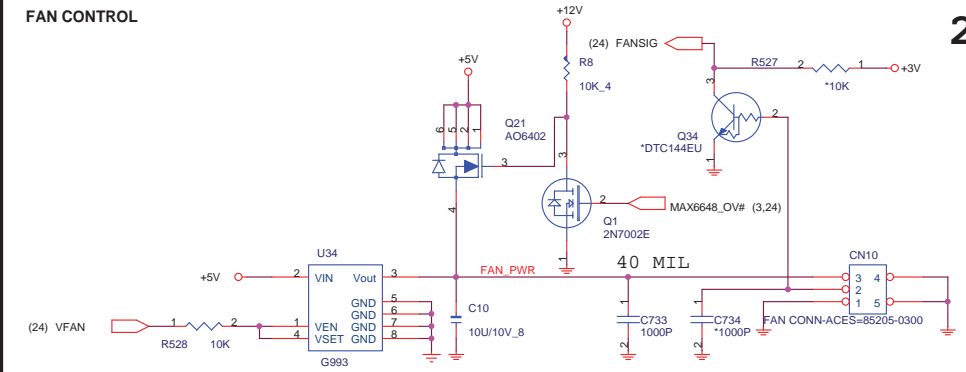 FAN CONTROL
2
+12V
(24) FANSIG
R8
10K_4
R527
2
1
+3V
*10K
+5V
3
6
5
2
1
Q21
AO6402
3
4
3
2
Q34
*DTC144EU
1
2
MAX6648_OV# (3,24)
Q1
2N7002E
1
U34
+5V
2
VIN
Vout
3
FAN_PWR
40 MIL
CN10
3
4
2
1
5
FAN CONN-ACES=85205-0300
GND
5
GND
6
GND
7
GND
8
(24) VFAN
1
2
R528
10K
1
VEN
4
VSET
G993
C10
10U/10V_8
1
C733
1000P
2
1
C734
*1000P
2